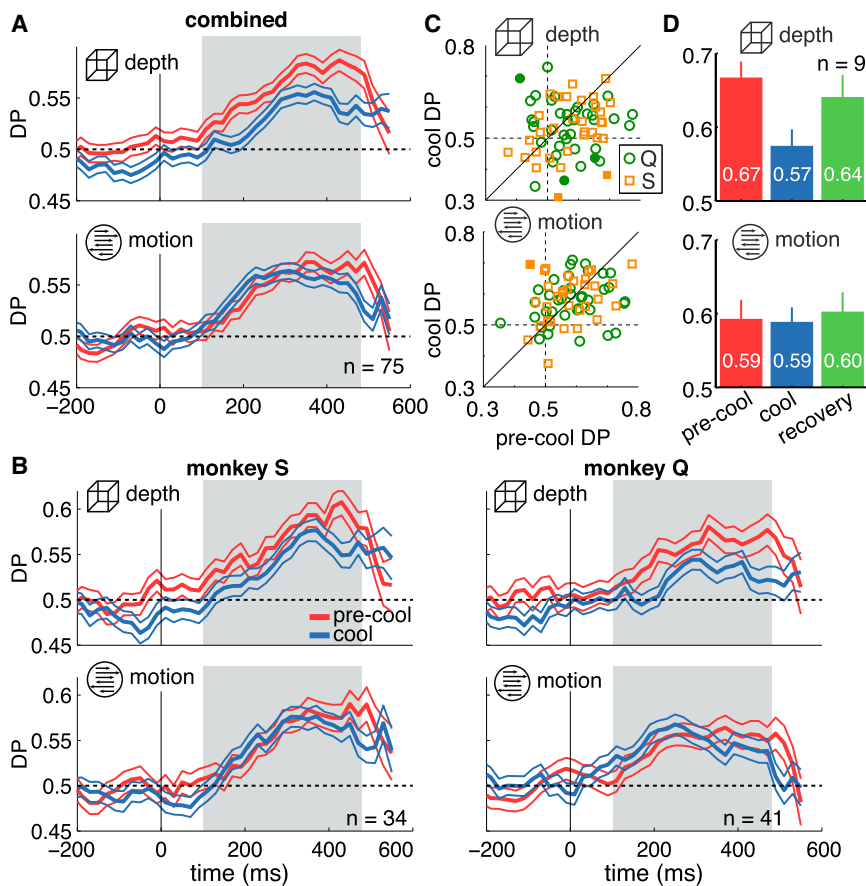 A
combined
depth
0.55
0.5
0.45
DP
motion
0.55
0.5
0.45
DP
n = 75
−200
0
200
400
600
C
depth
0.8
0.5
0.3
cool DP
Q
S
motion
0.8
0.5
0.3
cool DP
0.3
0.5
0.8
pre-cool DP
D
depth
n = 9
0.7
0.6
0.5
0.67
0.57
0.64
motion
0.7
0.6
0.5
0.3
0.59
0.59
0.60
pre-cool
cool
recovery
B
monkey S
depth
0.6
0.55
0.5
0.45
DP
pre-cool
cool
motion
0.6
0.55
0.5
0.45
DP
n = 34
−200
0
200
400
600
time (ms)
monkey Q
depth
motion
n = 41
−200
0
200
400
600
time (ms)